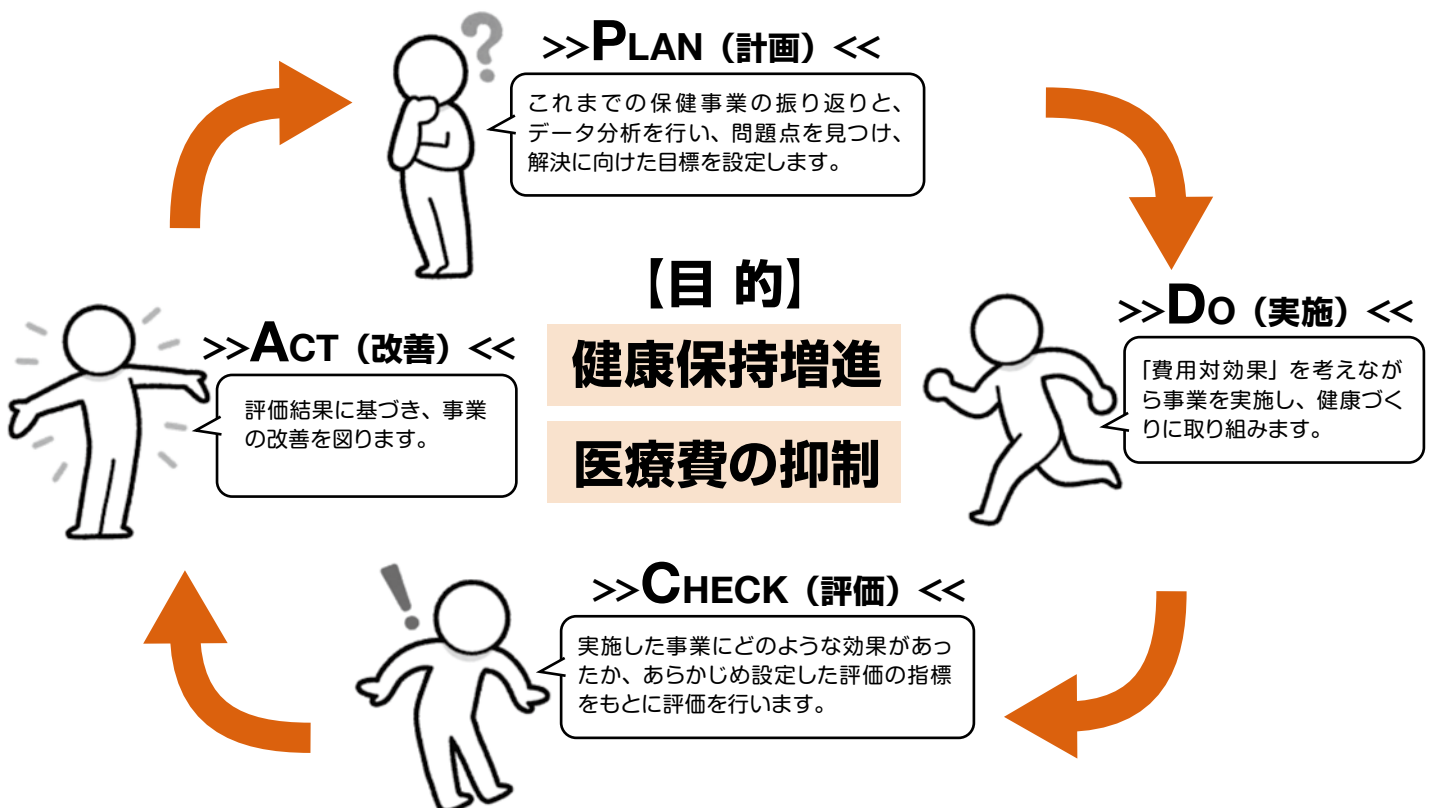 >>PLAN（計画）<<
これまでの保健事業の振り返りと、
データ分析を行い、問題点を見つけ、
解決に向けた目標を設定します。
【目 的】
健康保持増進
医療費の抑制
>>DO（実施）<<
「費用対効果」を考えなが
ら事業を実施し、健康づく
りに取り組みます。
>>CHECK（評価）<<
実施した事業にどのような効果があっ
たか、あらかじめ設定した評価の指標
をもとに評価を行います。
>>ACT（改善）<<
評価結果に基づき、事業
の改善を図ります。